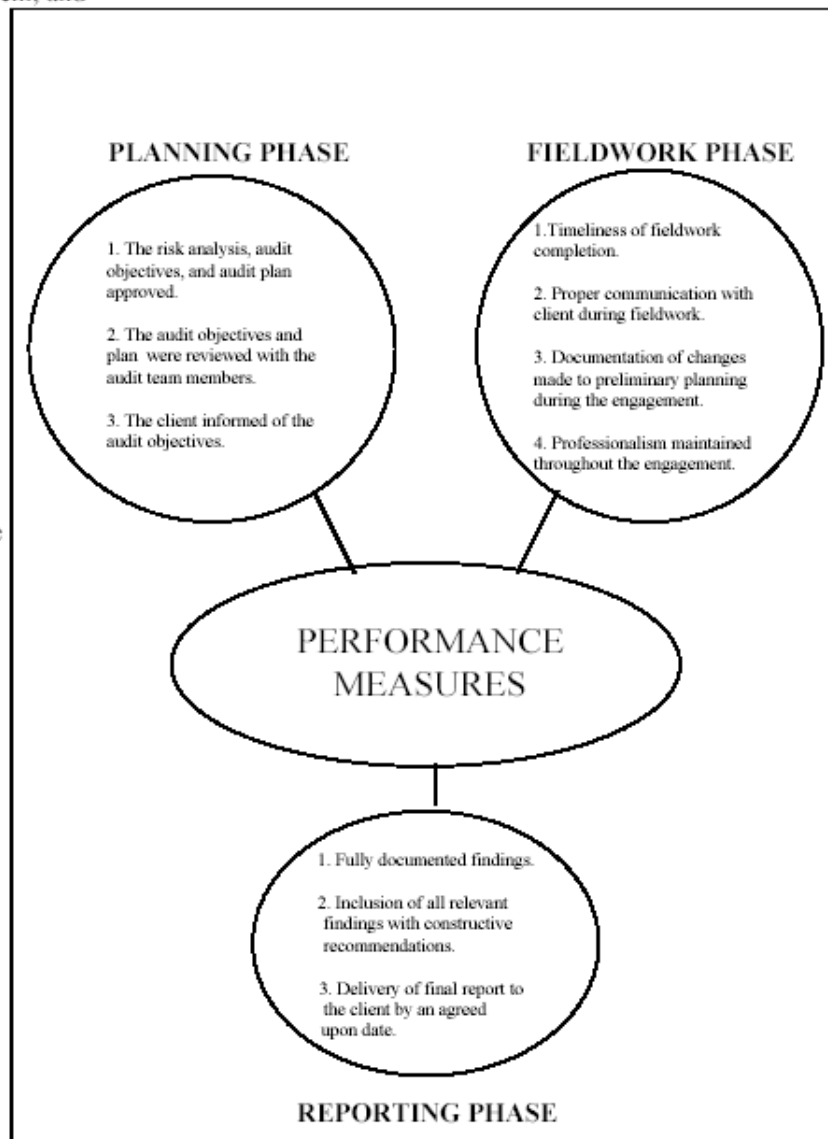 PLANNING PHASE
1. The risk analysis, audit
objectives, and audit plan
approved.
2. The audit objectives and
plan were reviewed with the
audit team members.
3. The client informed of the
audit objectives.
FIELDWORK PHASE
1.Timeliness of fieldwork
completion.
2. Proper communication with
client during fieldwork.
3. Documentation of changes
made to preliminary planning
during the engagement.
4. Professionalism maintained
throughout the engagement.
PERFORMANCE
MEASURES
1. Fully documented findings.
2. Inclusion of all relevant
findings with constructive
recommendations.
3. Delivery of final report to
the client by an agreed
upon date.
REPORTING PHASE